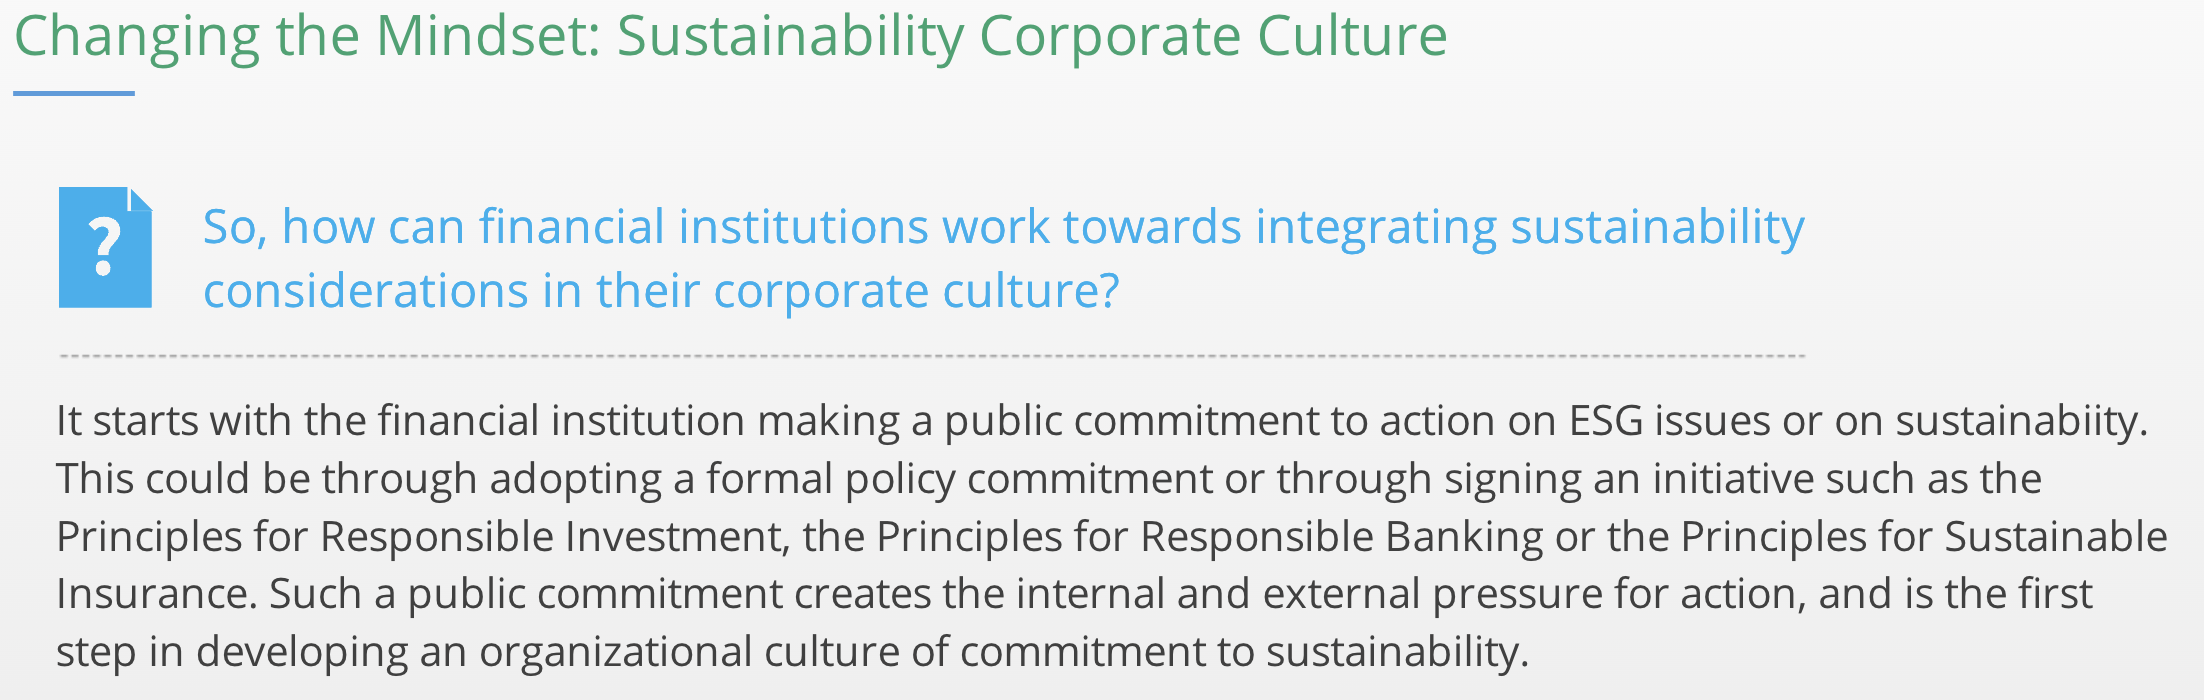 Changing the Mindset: Sustainability Corporate Culture
?
So, how can financial institutions work towards integrating sustainability
considerations in their corporate culture?
It starts with the financial institution making a public commitment to action on ESG issues or on sustainabiity.
This could be through adopting a formal policy commitment or through signing an initiative such as the
Principles for Responsible Investment, the Principles for Responsible Banking or the Principles for Sustainable
Insurance. Such a public commitment creates the internal and external pressure for action, and is the first
step in developing an organizational culture of commitment to sustainability.